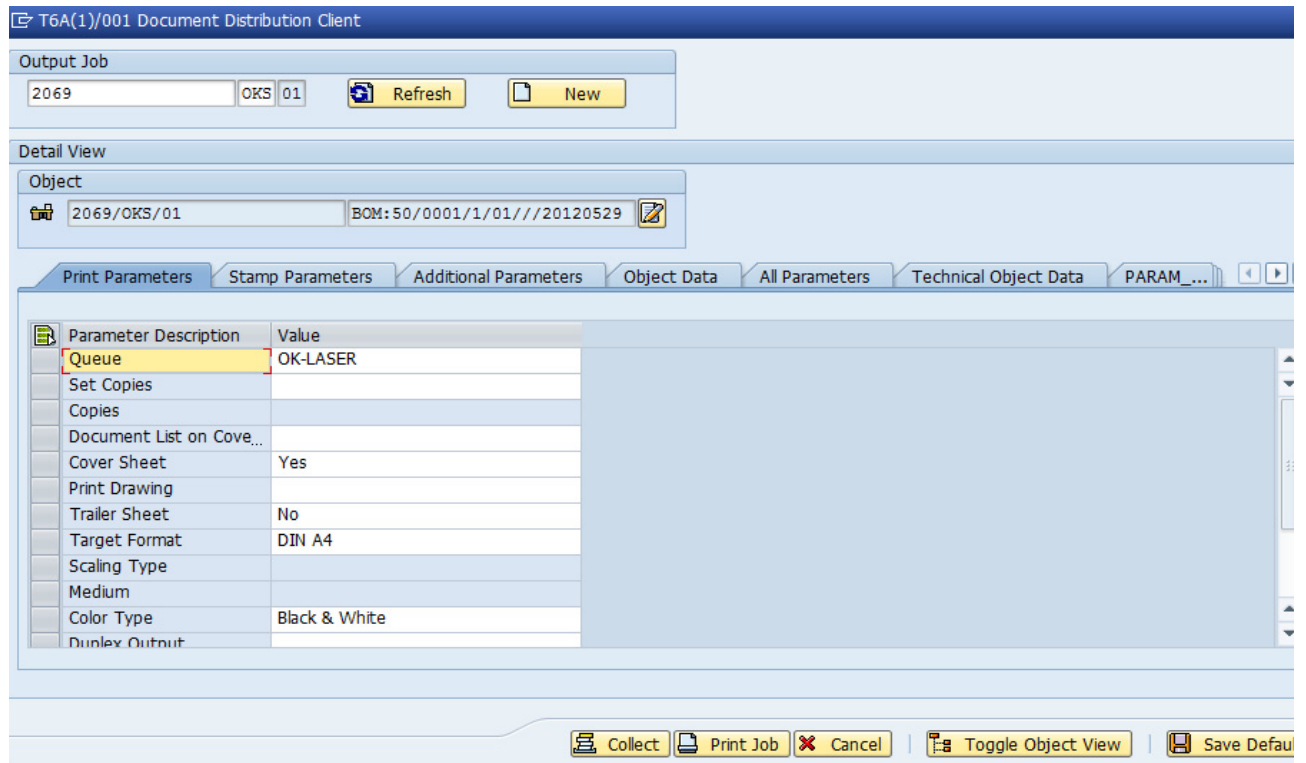 T6A(1)/001 Document Distribution Client
Output Job
2069 OKS 01 Refresh New
Detail View
Object
2069/OKS/01 BOM:50/0001/1/01///20120529
Print Parameters Stamp Parameters Additional Parameters Object Data All Parameters Technical Object Data PARAM_...
Parameter Description Value
Queue OK-LASER
Set Copies
Copies
Document List on Cove...
Cover Sheet Yes
Print Drawing
Trailer Sheet No
Target Format DIN A4
Scaling Type
Medium
Color Type Black & White
Duplex Output
Collect Print Job Cancel Toggle Object View Save Defaul